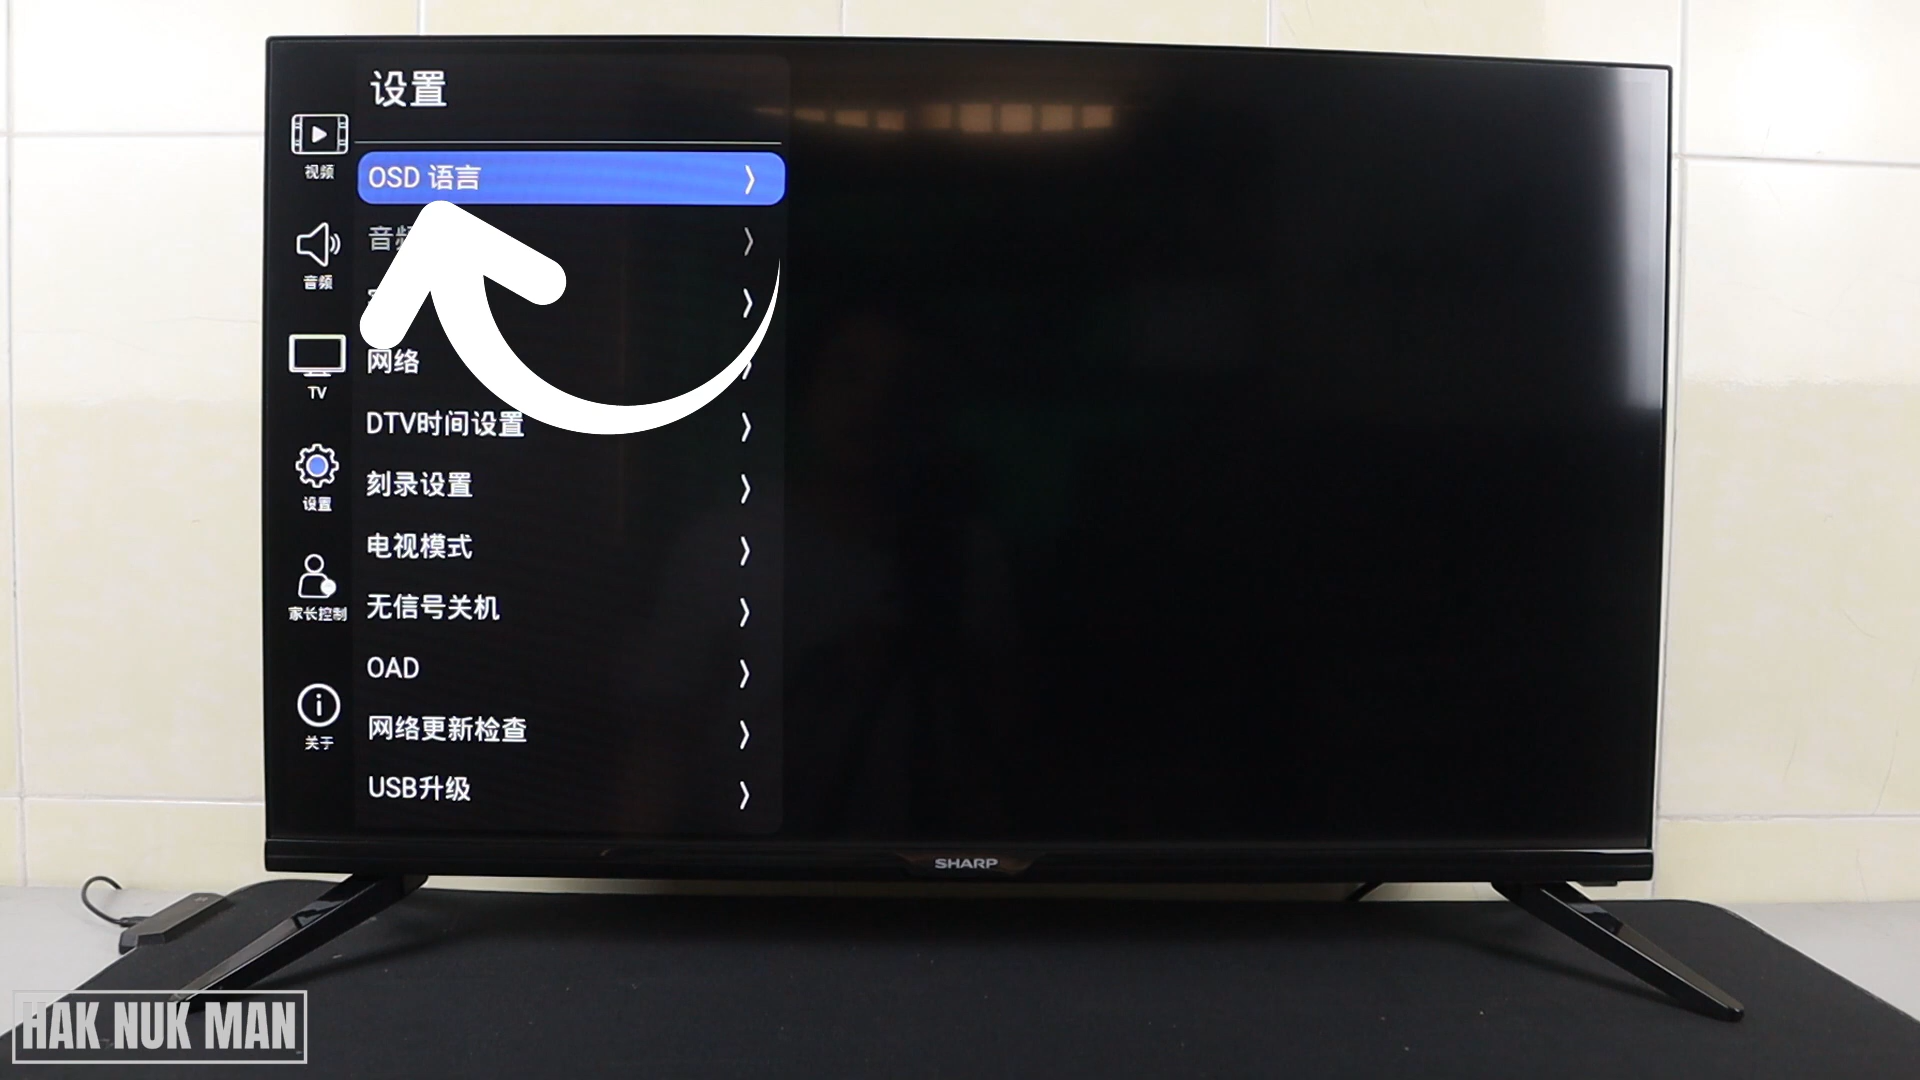 设置
视频
OSD 语言
音频
音频
TV
网络
DTV时间设置
刻录设置
设置
电视模式
家长控制
无信号关机
OAD
关于
网络更新检查
USB升级
SHARP
HAK NUK MAN